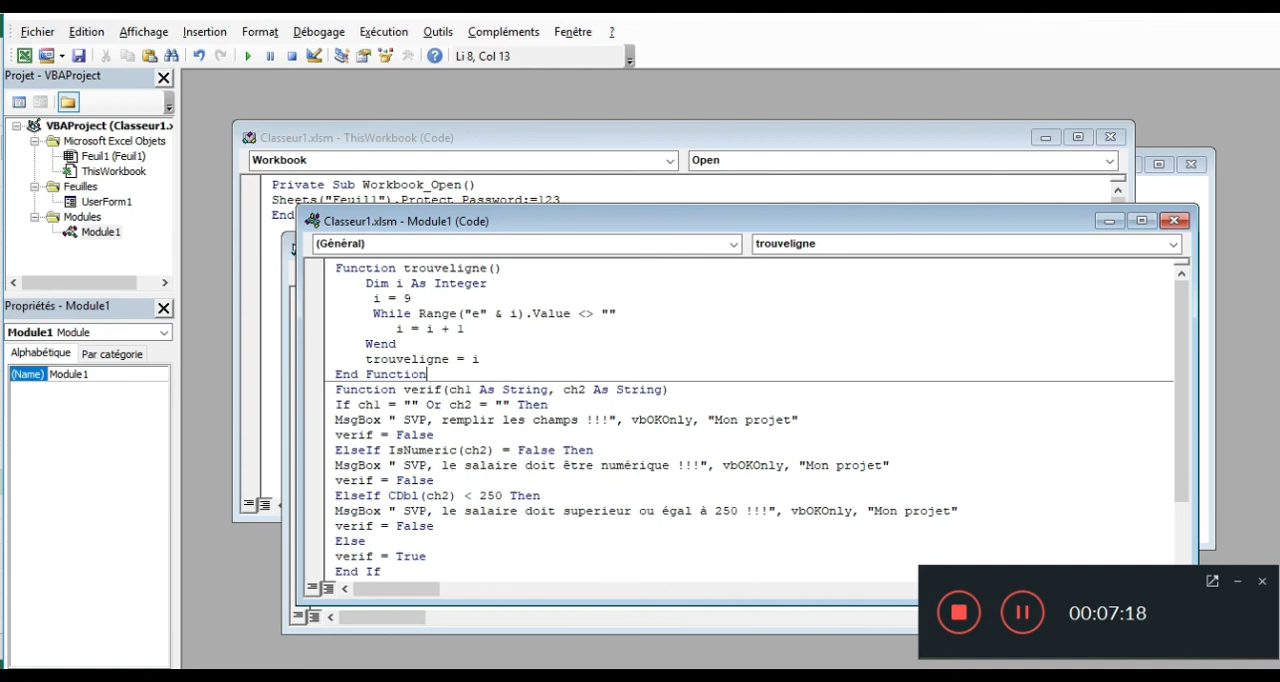 Fichier Edition Affichage Insertion Format Débogage Exécution Outils Compléments Fenêtre ?
Li 8, Col 13
Projet - VBAProject
VBAProject (Classeur1.x
Microsoft Excel Objets
Feuil1 (Feuil1)
ThisWorkbook
Feuilles
UserForm1
Modules
Module1
Propriétés - Module1
Module1 Module
Alphabétique Par catégorie
(Name) Module1
Classeur1.xlsm - ThisWorkbook (Code)
Workbook Open
Private Sub Workbook_Open()
Sheets("Feuil1").Protect Password:=123
End
Classeur1.xlsm - Module1 (Code)
(Général) trouveligne
Function trouveligne()
Dim i As Integer
i = 9
While Range("e" & i).Value <> ""
i = i + 1
Wend
trouveligne = i
End Function
Function verif(ch1 As String, ch2 As String)
If ch1 = "" Or ch2 = "" Then
MsgBox " SVP, remplir les champs !!!", vbOKOnly, "Mon projet"
verif = False
ElseIf IsNumeric(ch2) = False Then
MsgBox " SVP, le salaire doit être numérique !!!", vbOKOnly, "Mon projet"
verif = False
ElseIf CDbl(ch2) < 250 Then
MsgBox " SVP, le salaire doit superieur ou égal à 250 !!!", vbOKOnly, "Mon projet"
verif = False
Else
verif = True
End If
00:07:18